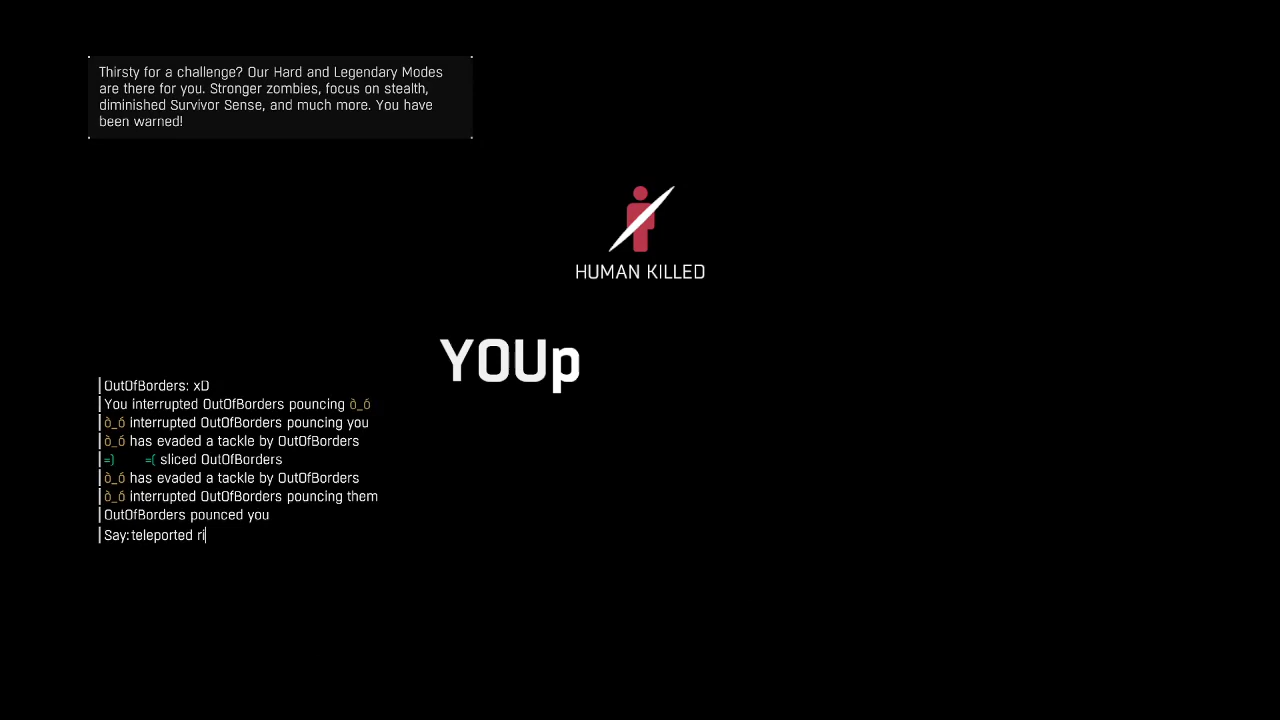 Thirsty for a challenge? Our Hard and Legendary Modes
are there for you. Stronger zombies, focus on stealth,
diminished Survivor Sense, and much more. You have
been warned!
HUMAN KILLED
YOUp
OutOfBorders: xD
You interrupted OutOfBorders pouncing ò_ó
ò_ó interrupted OutOfBorders pouncing you
ò_ó has evaded a tackle by OutOfBorders
=) =( sliced OutOfBorders
ò_ó has evaded a tackle by OutOfBorders
ò_ó interrupted OutOfBorders pouncing them
OutOfBorders pounced you
Say: teleported ri